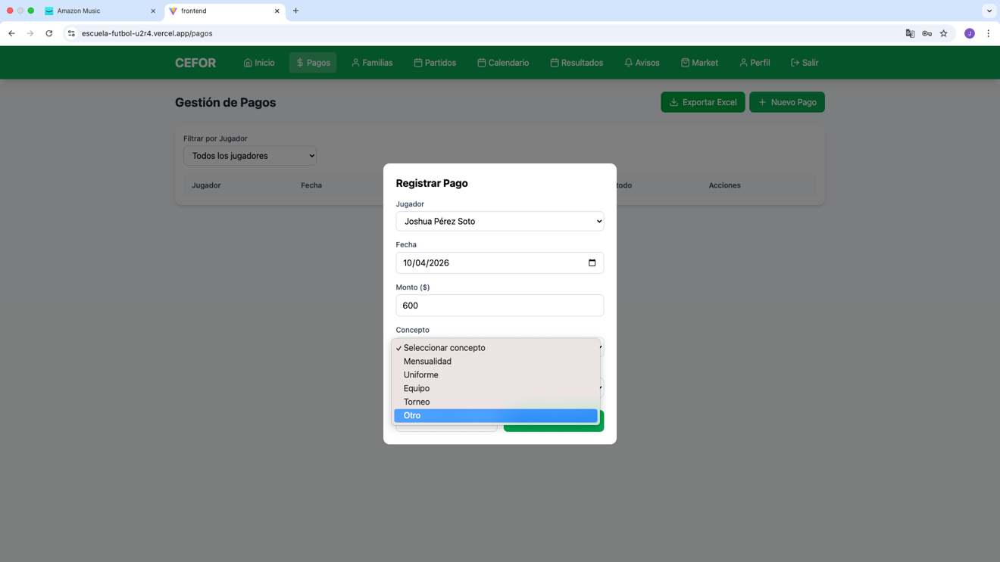 Amazon Music
frontend
escuela-futbol-u2r4.vercel.app/pagos
J
CEFOR
Inicio
Pagos
Familias
Partidos
Calendario
Resultados
Avisos
Market
Perfil
Salir
Gestión de Pagos
Exportar Excel
Nuevo Pago
Filtrar por Jugador
Todos los jugadores
Jugador
Fecha
todo
Acciones
Registrar Pago
Jugador
Joshua Pérez Soto
Fecha
10/04/2026
Monto ($)
600
Concepto
Seleccionar concepto
Mensualidad
Uniforme
Equipo
Torneo
Otro